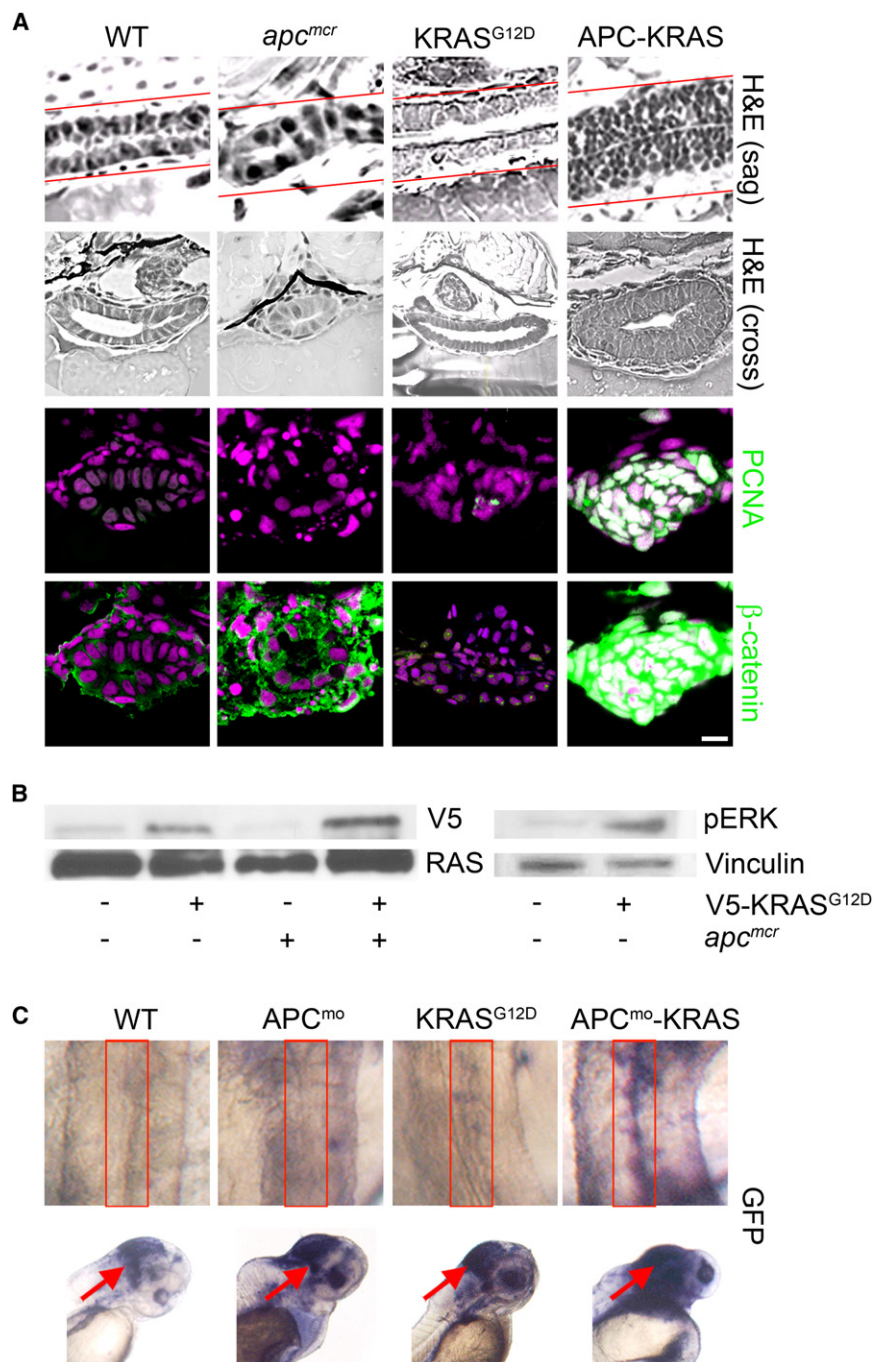 A
WT apc^mcr KRAS^G12D APC-KRAS
H&E (sag)
H&E (cross)
PCNA
β-catenin
B
V5 pERK
RAS Vinculin
- + - + - + V5-KRAS^G12D
- - + + - - apc^mcr
C
WT APC^mo KRAS^G12D APC^mo-KRAS
GFP